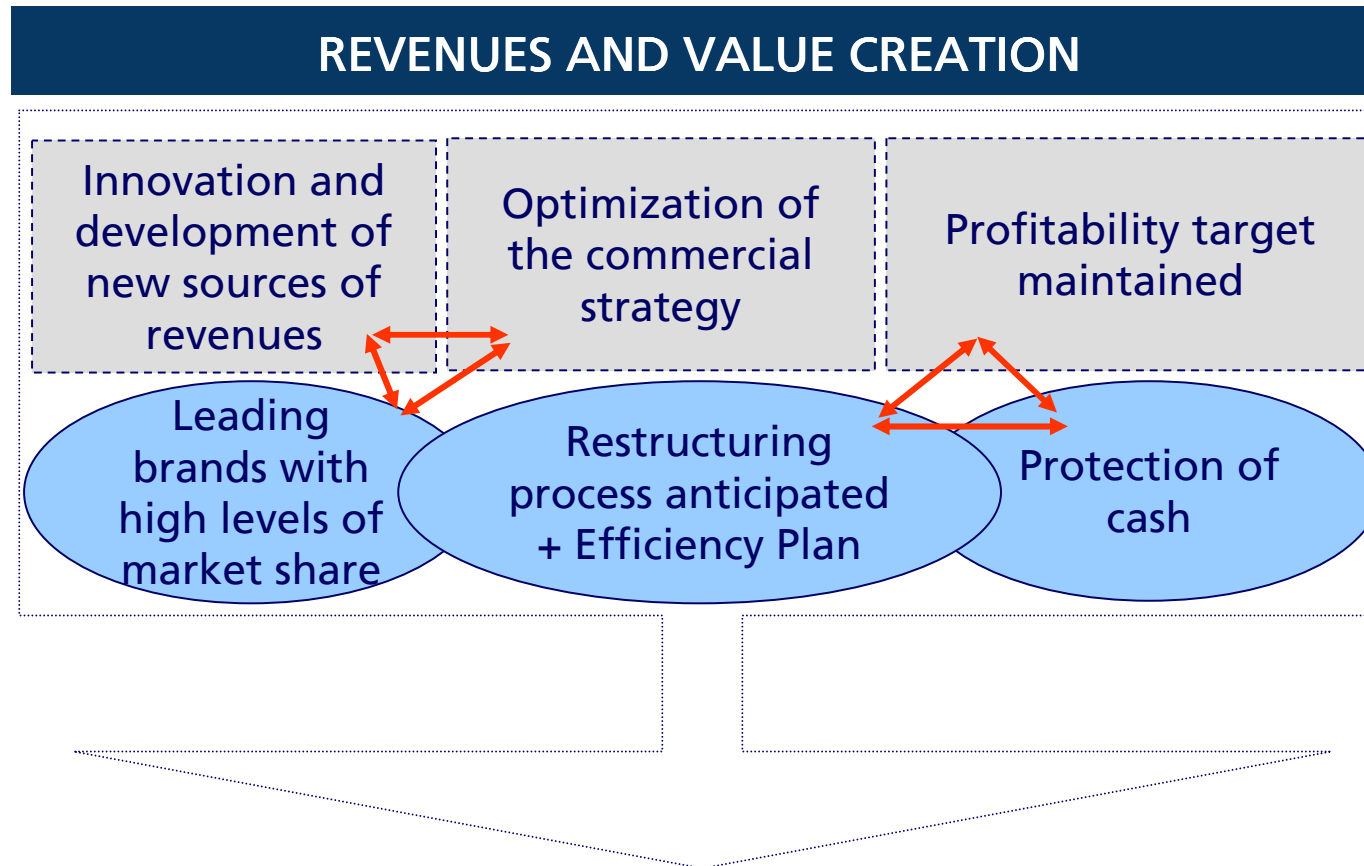 REVENUES AND VALUE CREATION
Innovation and
development of
new sources of
revenues
Optimization of
the commercial
strategy
Profitability target
maintained
Leading
brands with
high levels of
market share
Restructuring
process anticipated
+ Efficiency Plan
Protection of
cash